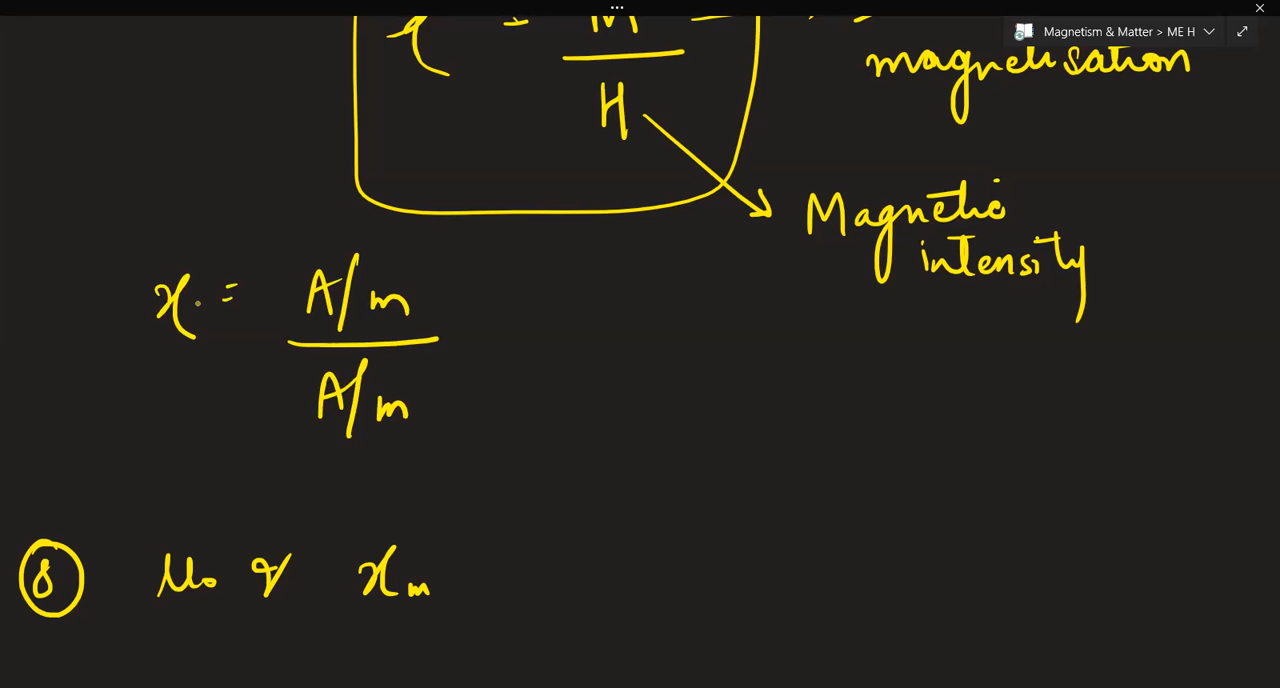 Magnetism & Matter > ME H
χ = M / H
magnetisation
Magnetic
intensity
χ = A/m / A/m
8 μ₀ & χm